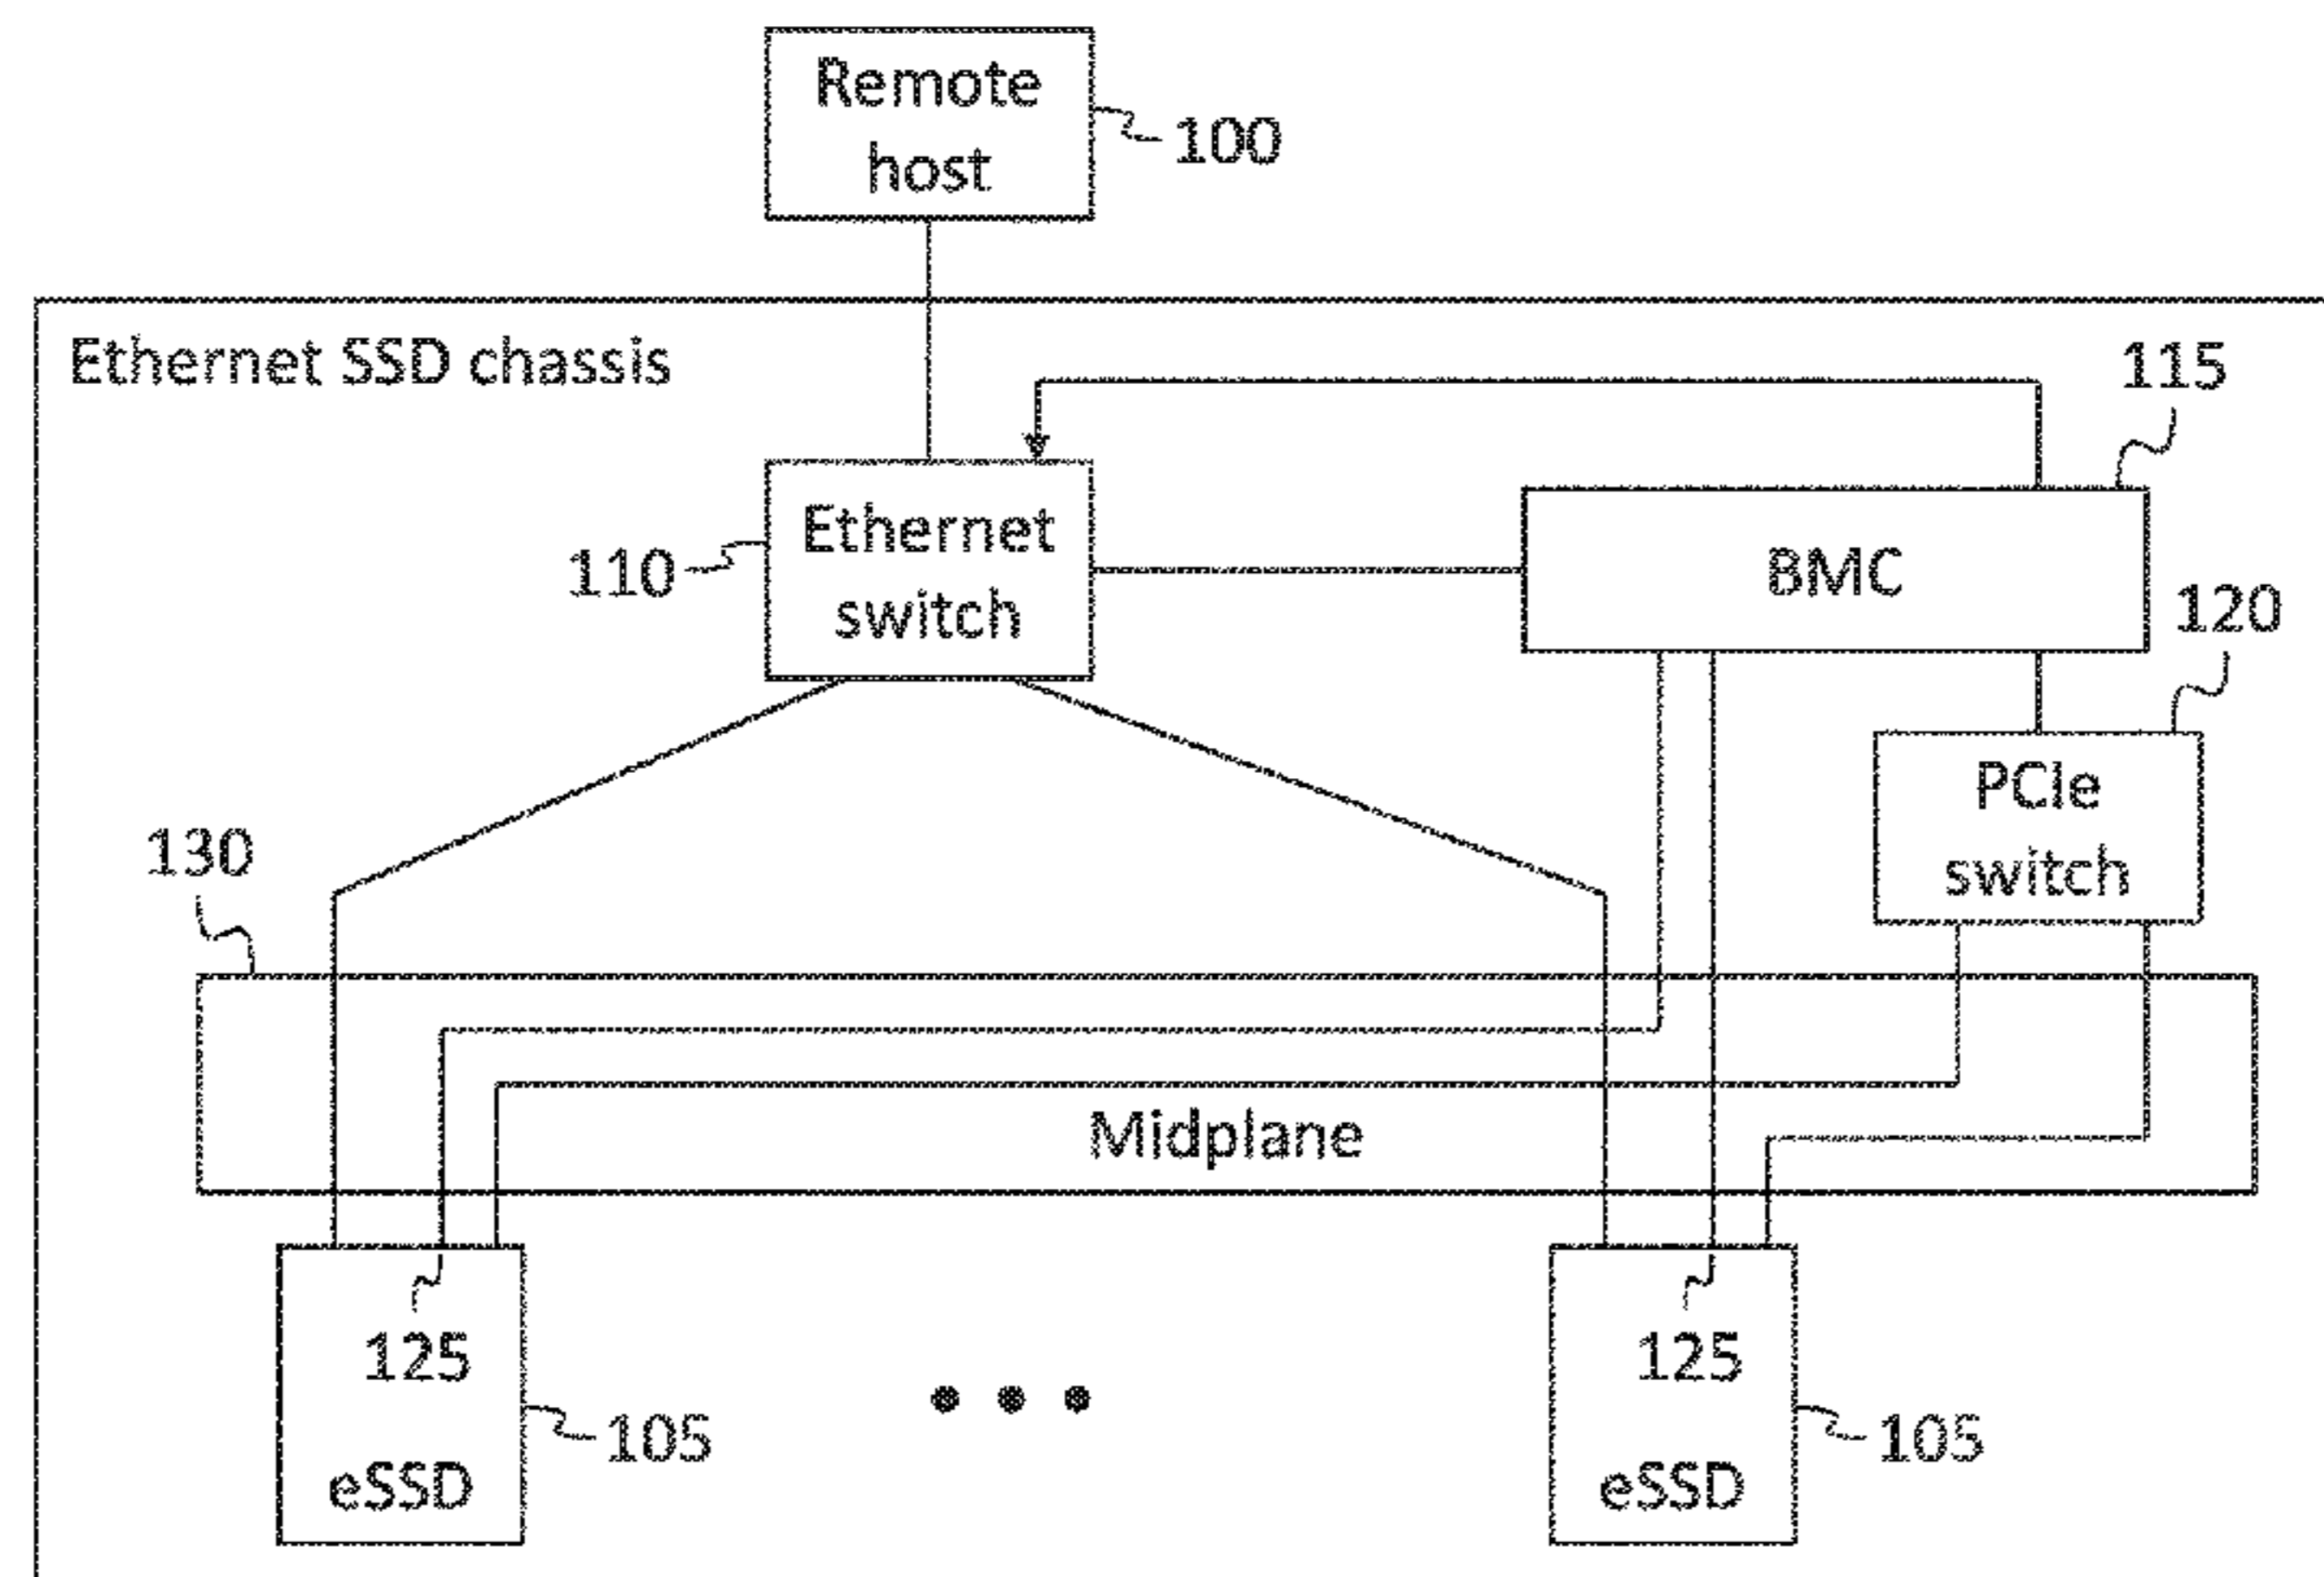 Remote
host
100
Ethernet SSD chassis
115
Ethernet
switch
110
BMC
120
PCIe
switch
130
Midplane
125
eSSD
105
125
eSSD
105